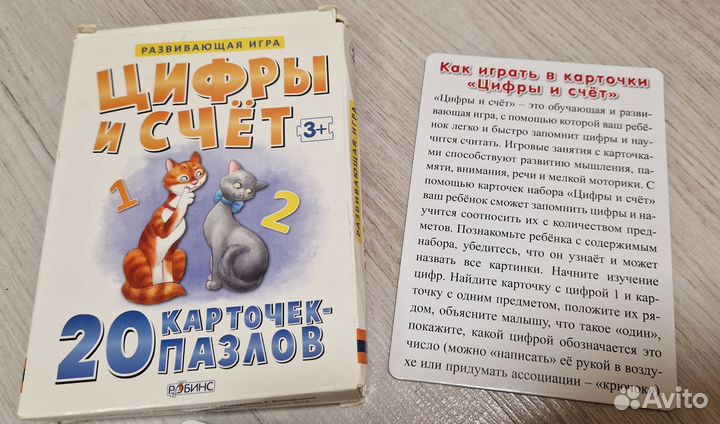 РАЗВИВАЮЩАЯ ИГРА
ЦИФРЫ
И СЧЁТ
3+
1
2
20 КАРТОЧЕК-
ПАЗЛОВ
РОБИНС
РАЗВИВАЮЩАЯ ИГРА
Как играть в карточки
«Цифры и счёт»
«Цифры и счёт» – это обучающая и разви-
вающая игра, с помощью которой ваш ребё-
нок легко и быстро запомнит цифры и нау-
чится считать. Игровые занятия с карточка-
ми способствуют развитию мышления, па-
мяти, внимания, речи и мелкой моторики. С
помощью карточек набора «Цифры и счёт»
ваш ребёнок сможет запомнить цифры и на-
учится соотносить их с количеством пред-
метов. Познакомьте ребёнка с содержимым
набора, убедитесь, что он узнаёт и может
назвать все картинки. Начните изучение
цифр. Найдите карточку с цифрой 1 и кар-
точку с одним предметом, положите их ря-
дом, объясните малышу, что такое «один»,
покажите, какой цифрой обозначается это
число (можно «написать» её рукой в возду-
хе или придумать ассоциации – «крючок»
Avito